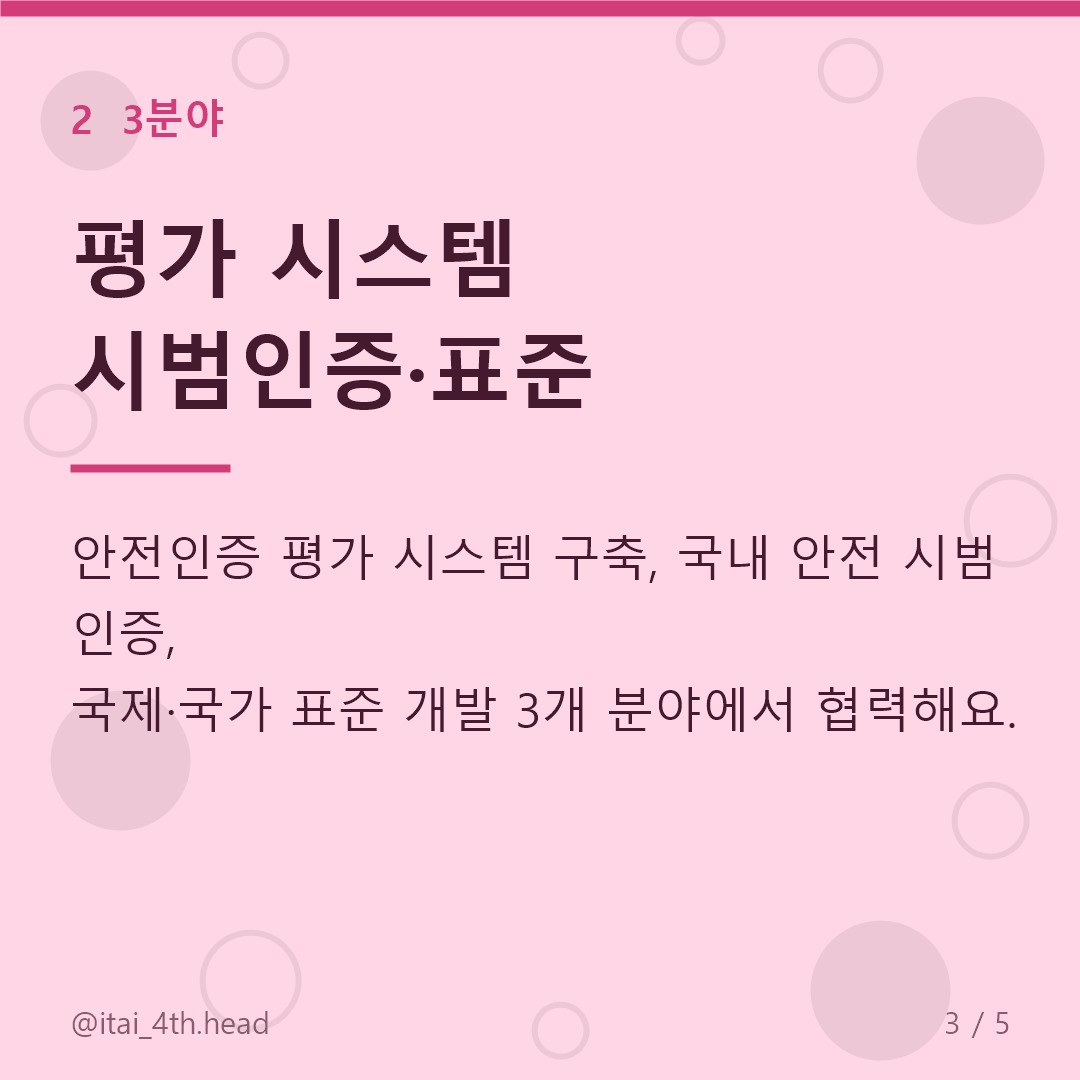 2 3분야
평가 시스템
시범인증·표준
안전인증 평가 시스템 구축, 국내 안전 시범
인증,
국제·국가 표준 개발 3개 분야에서 협력해요.
@itai_4th.head
3 / 5